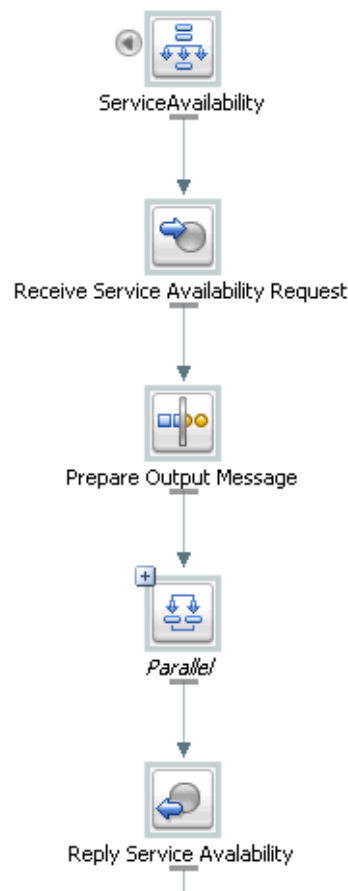 ServiceAvailability
Receive Service Availability Request
Prepare Output Message
Parallel
Reply Service Avalability